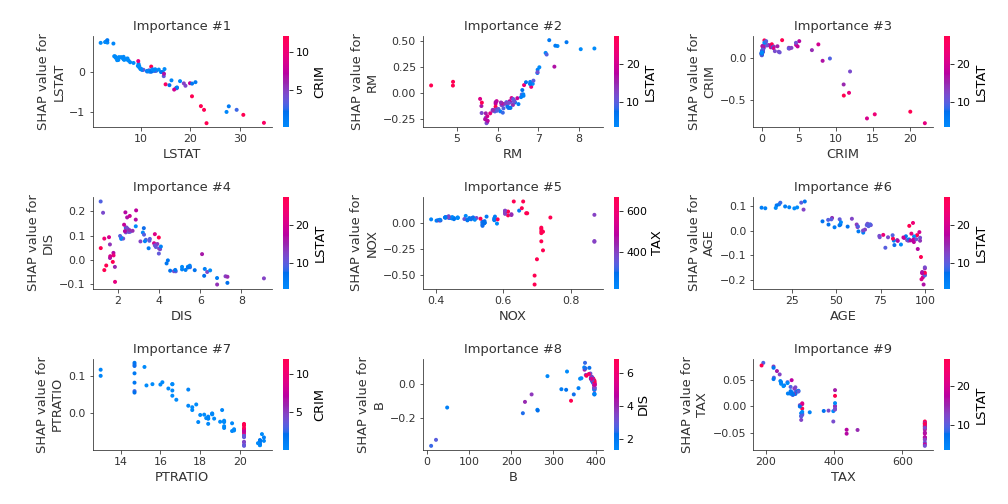 Importance #1
SHAP value for
LSTAT
0
−1
10
20
30
LSTAT
10
5
CRIM
Importance #2
SHAP value for
RM
0.50
0.25
0.00
−0.25
5
6
7
8
RM
20
10
LSTAT
Importance #3
SHAP value for
CRIM
0.0
−0.5
0
5
10
15
20
CRIM
20
10
LSTAT
Importance #4
SHAP value for
DIS
0.2
0.1
0.0
−0.1
2
4
6
8
DIS
20
10
LSTAT
Importance #5
SHAP value for
NOX
0.00
−0.25
−0.50
0.4
0.6
0.8
NOX
600
400
TAX
Importance #6
SHAP value for
AGE
0.1
0.0
−0.1
−0.2
25
50
75
100
AGE
20
10
LSTAT
Importance #7
SHAP value for
PTRATIO
0.1
0.0
14
16
18
20
PTRATIO
10
5
CRIM
Importance #8
SHAP value for
B
0.0
−0.2
0
100
200
300
400
B
6
4
2
DIS
Importance #9
SHAP value for
TAX
0.05
0.00
−0.05
200
400
600
TAX
20
10
LSTAT